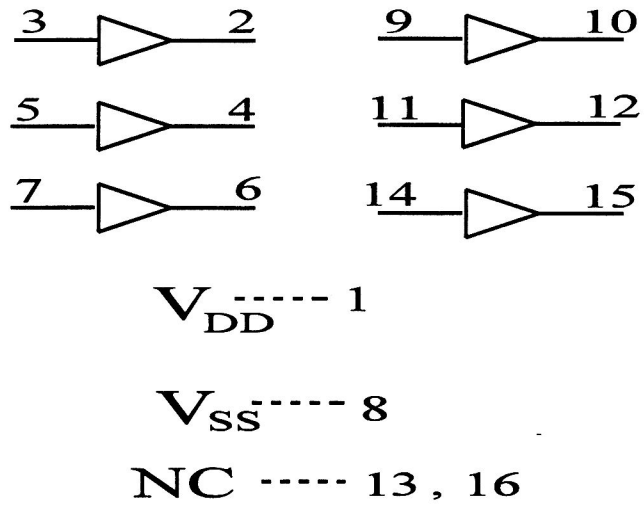 3 2 9 10
5 4 11 12
7 6 14 15
VDD ------ 1
VSS ------ 8
NC ----- 13 , 16